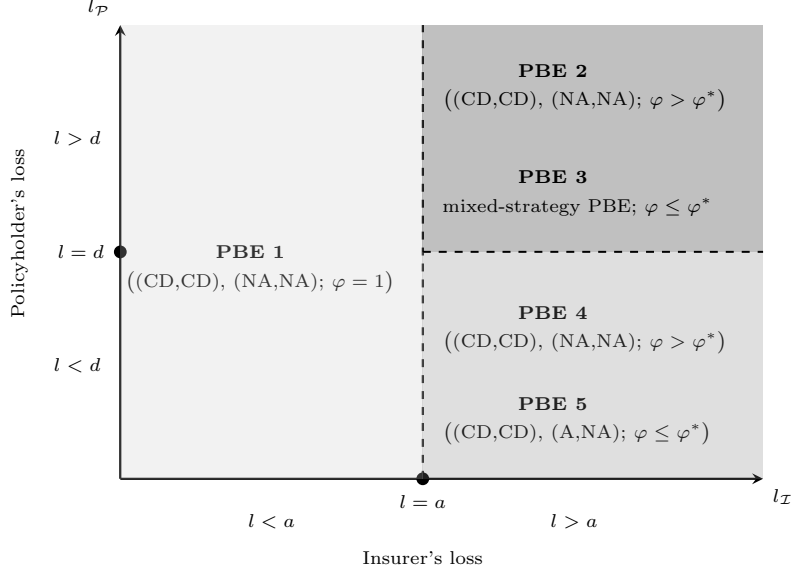 l_𝒫
PBE 2
((CD,CD), (NA,NA); φ > φ*)
l > d
PBE 3
mixed-strategy PBE; φ ≤ φ*
Policyholder's loss
l = d
PBE 1
((CD,CD), (NA,NA); φ = 1)
PBE 4
((CD,CD), (NA,NA); φ > φ*)
l < d
PBE 5
((CD,CD), (A,NA); φ ≤ φ*)
l_ℐ
l = a
l < a
l > a
Insurer's loss